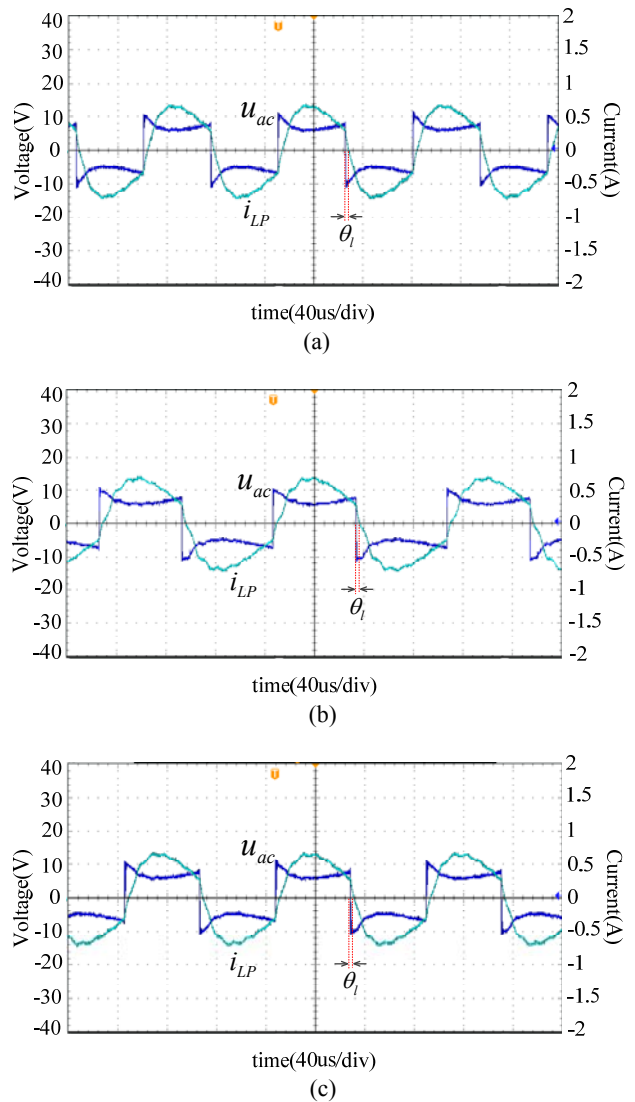 40
30
20
10
0
-10
-20
-30
-40
Voltage(V)
2
1.5
1
0.5
0
-0.5
-1
-1.5
-2
Current(A)
T
u_ac
i_LP
θ_l
time(40us/div)
(a)
40
30
20
10
0
-10
-20
-30
-40
Voltage(V)
2
1.5
1
0.5
0
-0.5
-1
-1.5
-2
Current(A)
T
u_ac
i_LP
θ_l
time(40us/div)
(b)
40
30
20
10
0
-10
-20
-30
-40
Voltage(V)
2
1.5
1
0.5
0
-0.5
-1
-1.5
-2
Current(A)
T
u_ac
i_LP
θ_l
time(40us/div)
(c)